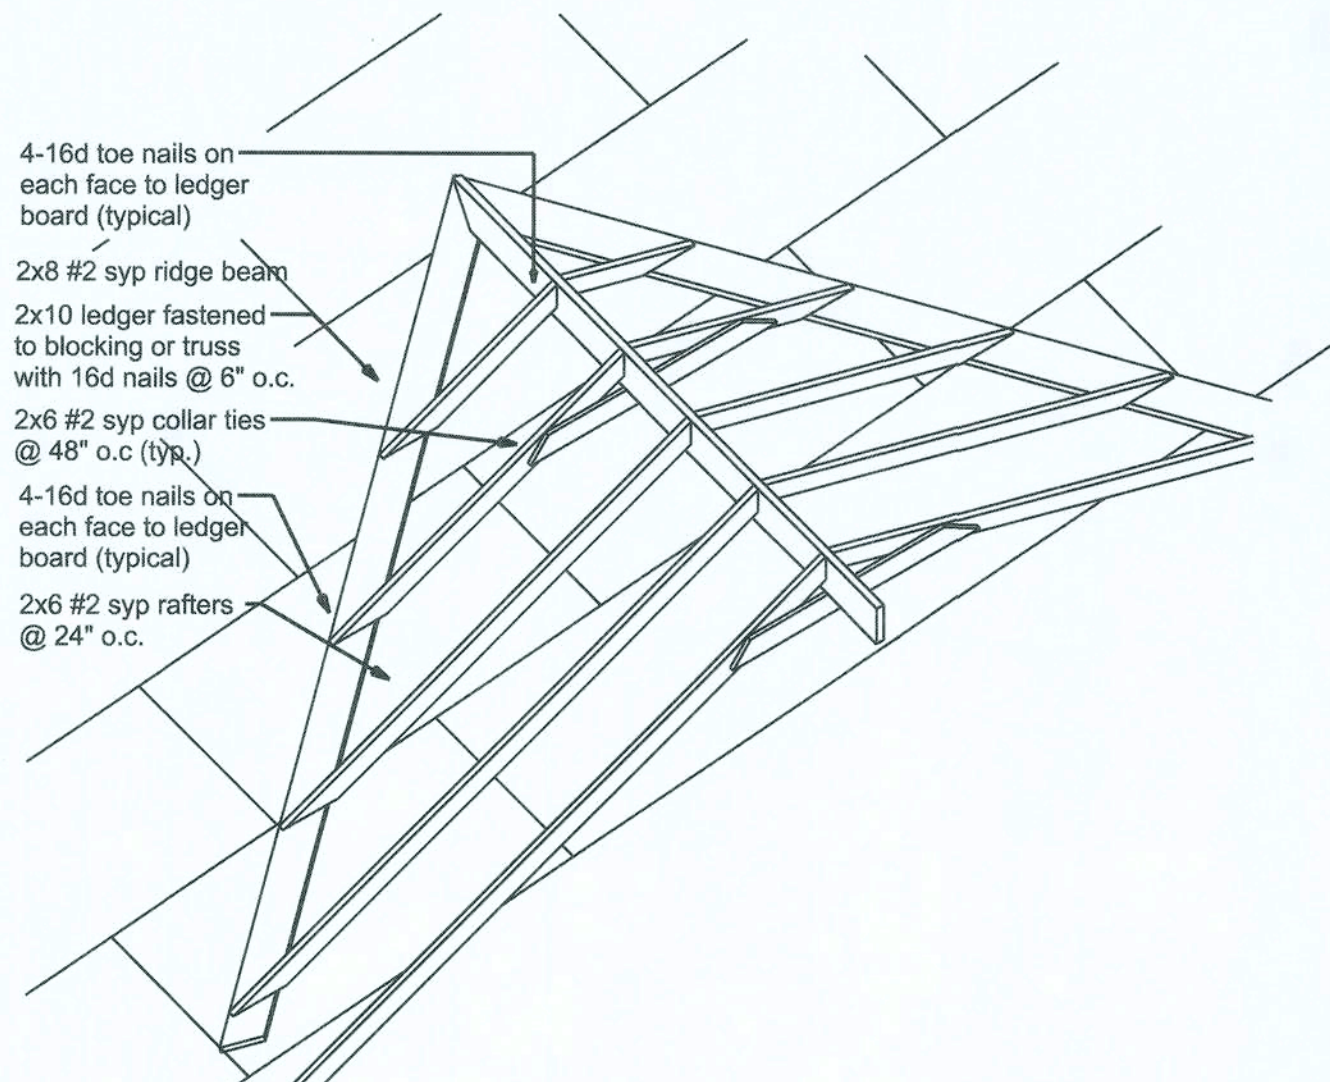 4-16d toe nails on
each face to ledger
board (typical)
2x8 #2 syp ridge beam
2x10 ledger fastened
to blocking or truss
with 16d nails @ 6" o.c.
2x6 #2 syp collar ties
@ 48" o.c (typ.)
4-16d toe nails on
each face to ledger
board (typical)
2x6 #2 syp rafters
@ 24" o.c.